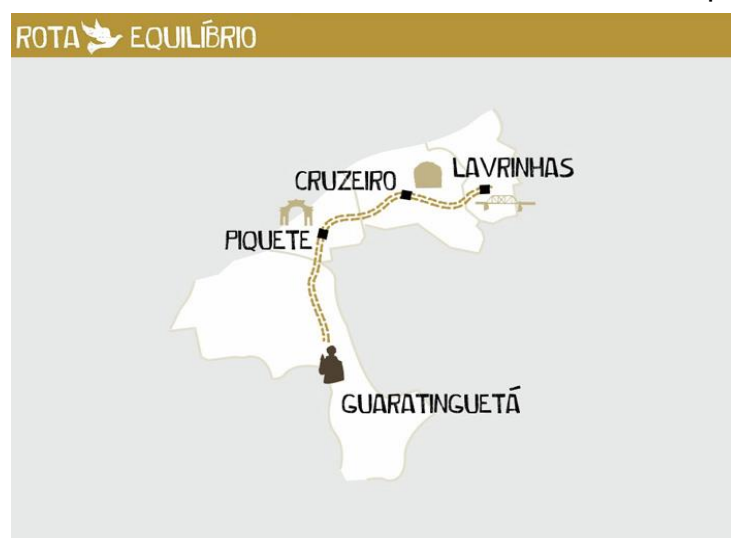 ROTA EQUILÍBRIO
LAVRINHAS
CRUZEIRO
PIQUETE
GUARATINGUETÁ